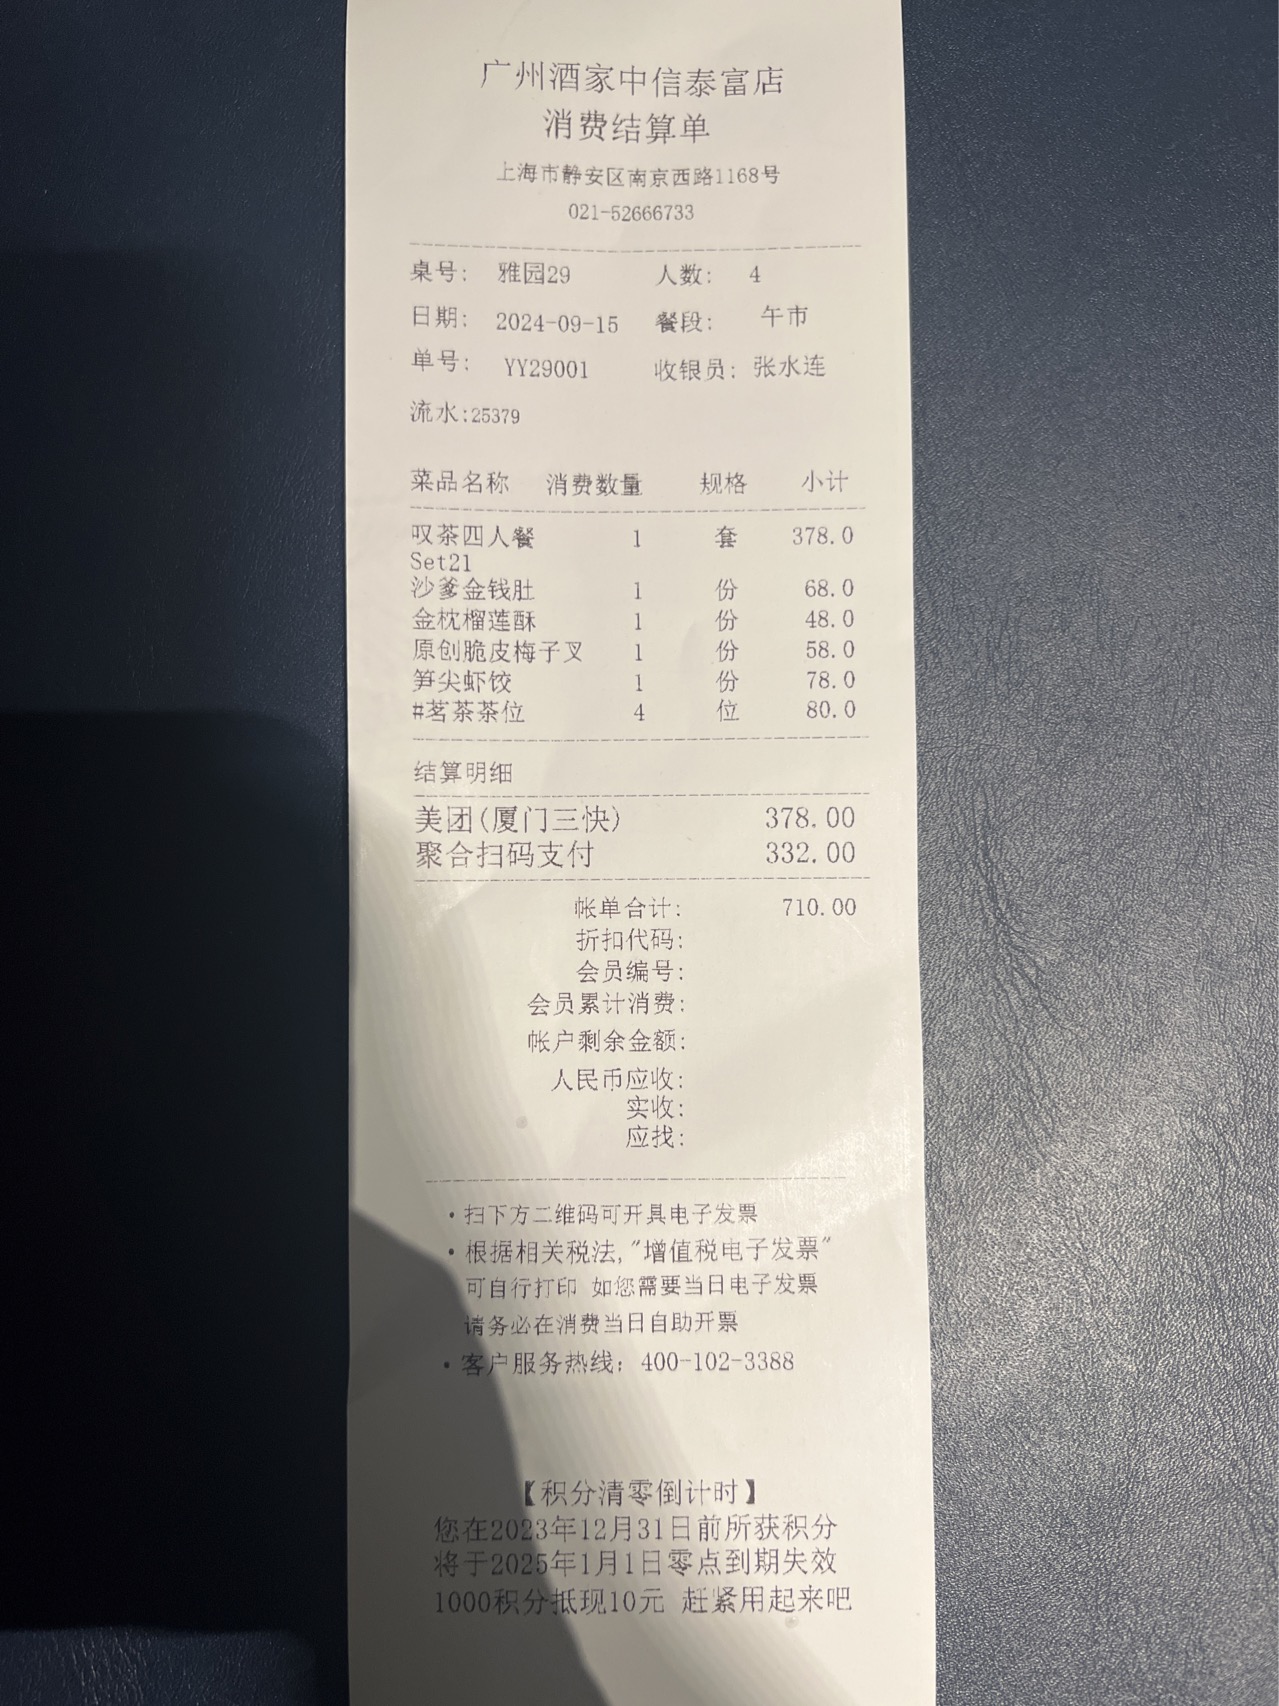 广州酒家中信泰富店
消费结算单
上海市静安区南京西路1168号
021-52666733
桌号: 雅园29 人数: 4
日期: 2024-09-15 餐段: 午市
单号: YY29001 收银员: 张水连
流水:25379
菜品名称 消费数量 规格 小计
叹茶四人餐 1 套 378.0
Set21
沙爹金钱肚 1 份 68.0
金枕榴莲酥 1 份 48.0
原创脆皮梅子叉 1 份 58.0
笋尖虾饺 1 份 78.0
#茗茶茶位 4 位 80.0
结算明细
美团(厦门三快) 378.00
聚合扫码支付 332.00
帐单合计: 710.00
折扣代码:
会员编号:
会员累计消费:
帐户剩余金额:
人民币应收:
实收:
应找:
·扫下方二维码可开具电子发票
·根据相关税法,"增值税电子发票"
可自行打印 如您需要当日电子发票
请务必在消费当日自助开票
·客户服务热线: 400-102-3388
【积分清零倒计时】
您在2023年12月31日前所获积分
将于2025年1月1日零点到期失效
1000积分抵现10元 赶紧用起来吧